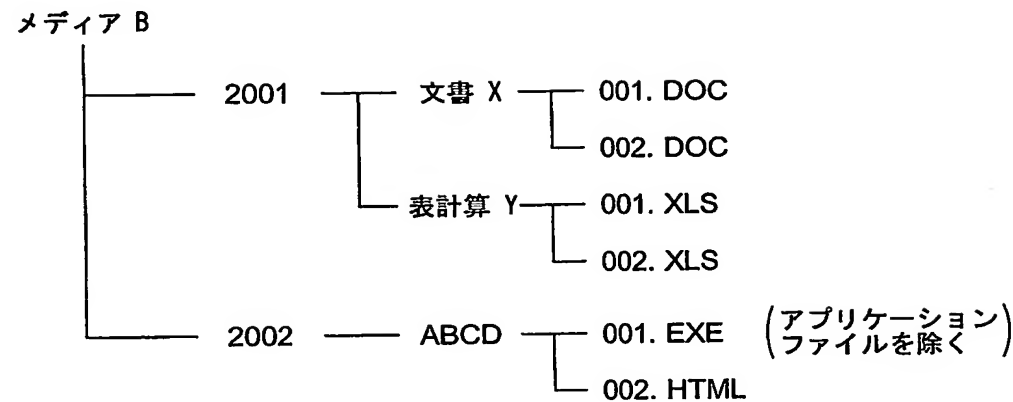 メディア B
2001 文書 X 001. DOC
002. DOC
表計算 Y 001. XLS
002. XLS
2002 ABCD 001. EXE (アプリケーション
ファイルを除く)
002. HTML